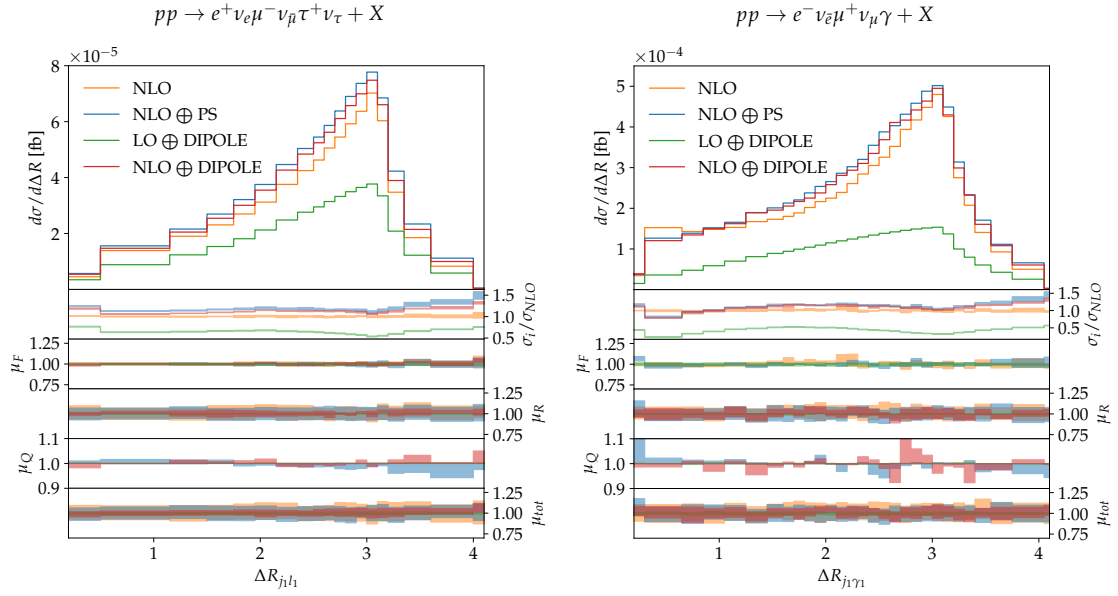 pp → e⁺ν_eμ⁻ν_μ̄τ⁺ν_τ + X
×10⁻⁵
8
6
4
2
dσ/dΔR [fb]
NLO
NLO ⊕ PS
LO ⊕ DIPOLE
NLO ⊕ DIPOLE
1.5
1.0
0.5
σ_i/σ_NLO
1.25
1.00
0.75
μ_F
1.25
1.00
0.75
μ_R
1.1
1.0
0.9
μ_Q
1.25
1.00
0.75
μ_tot
1 2 3 4
ΔR_{j₁l₁}
pp → e⁻ν_ēμ⁺ν_μγ + X
×10⁻⁴
5
4
3
2
1
dσ/dΔR [fb]
NLO
NLO ⊕ PS
LO ⊕ DIPOLE
NLO ⊕ DIPOLE
1.5
1.0
0.5
σ_i/σ_NLO
1.25
1.00
0.75
μ_F
1.25
1.00
0.75
μ_R
1.1
1.0
0.9
μ_Q
1.25
1.00
0.75
μ_tot
1 2 3 4
ΔR_{j₁γ₁}